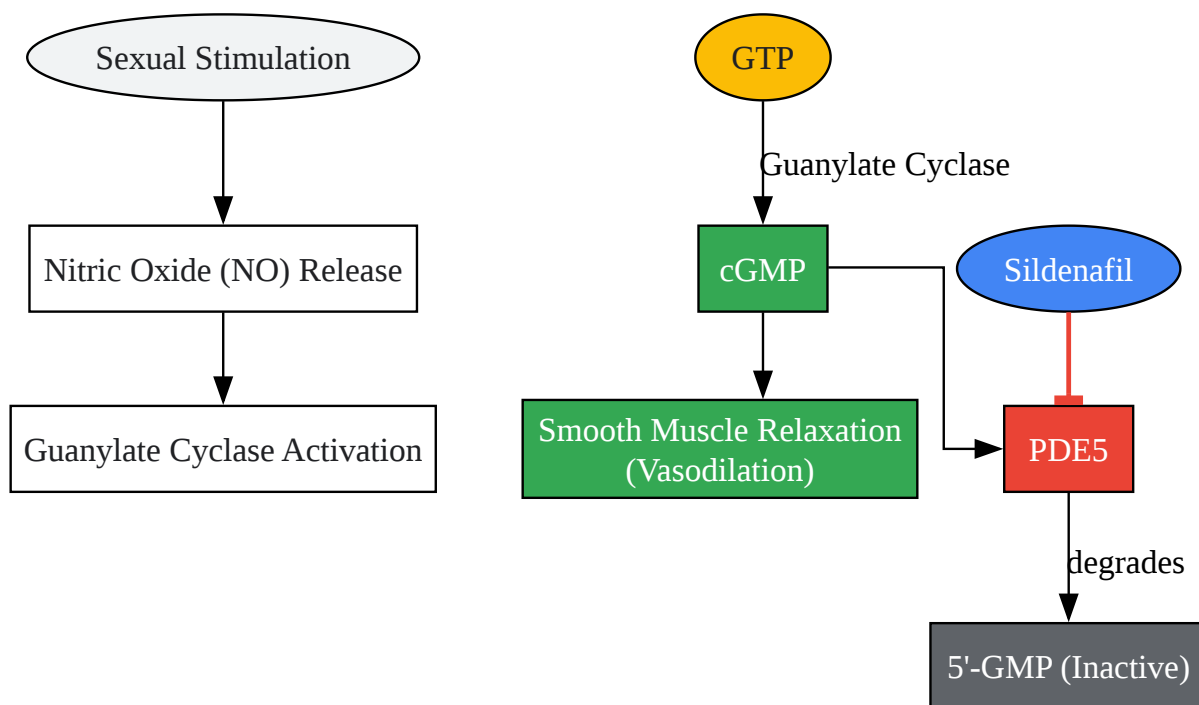 Sexual Stimulation
Nitric Oxide (NO) Release
Guanylate Cyclase Activation
GTP
Guanylate Cyclase
cGMP
Smooth Muscle Relaxation
(Vasodilation)
Sildenafil
PDE5
degrades
5'-GMP (Inactive)